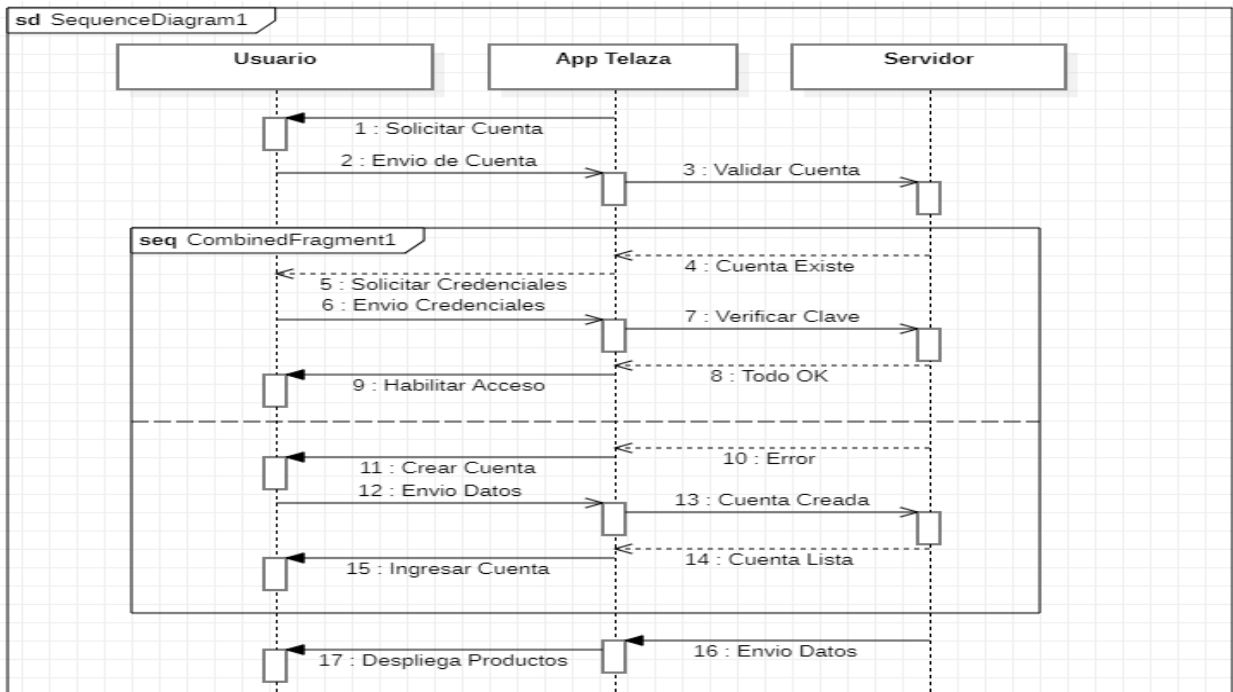 sd SequenceDiagram1
Usuario
App Telaza
Servidor
1 : Solicitar Cuenta
2 : Envio de Cuenta
3 : Validar Cuenta
seq CombinedFragment1
4 : Cuenta Existe
5 : Solicitar Credenciales
6 : Envio Credenciales
7 : Verificar Clave
8 : Todo OK
9 : Habilitar Acceso
10 : Error
11 : Crear Cuenta
12 : Envio Datos
13 : Cuenta Creada
14 : Cuenta Lista
15 : Ingresar Cuenta
16 : Envio Datos
17 : Despliega Productos